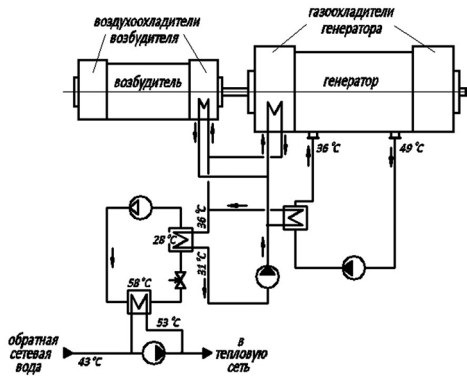 воздухоохладители
возбудителя
газоохладители
генератора
возбудитель
генератор
36°C
49°C
36°C
28°C
31°C
58°C
53°C
обратная
сетевая
вода
43°C
в
тепловую
сеть